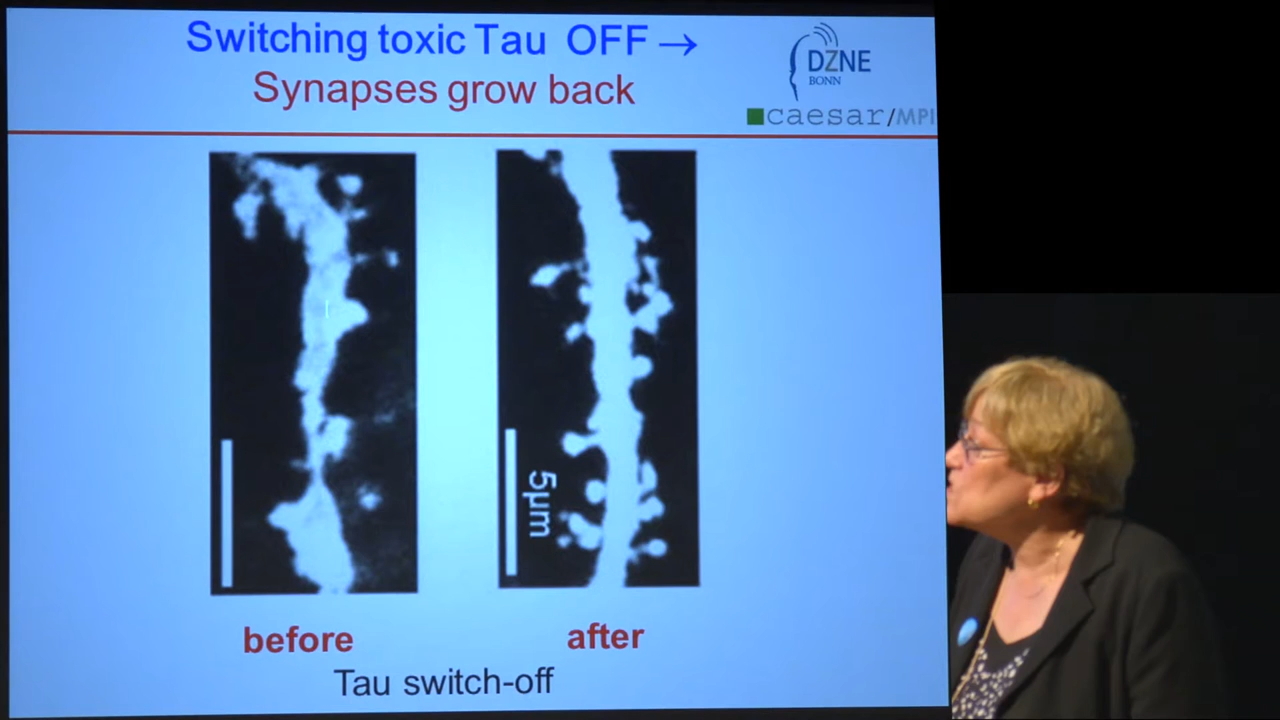 Switching toxic Tau OFF →
Synapses grow back
DZNE
BONN
caesar/MPI
5µm
before
after
Tau switch-off